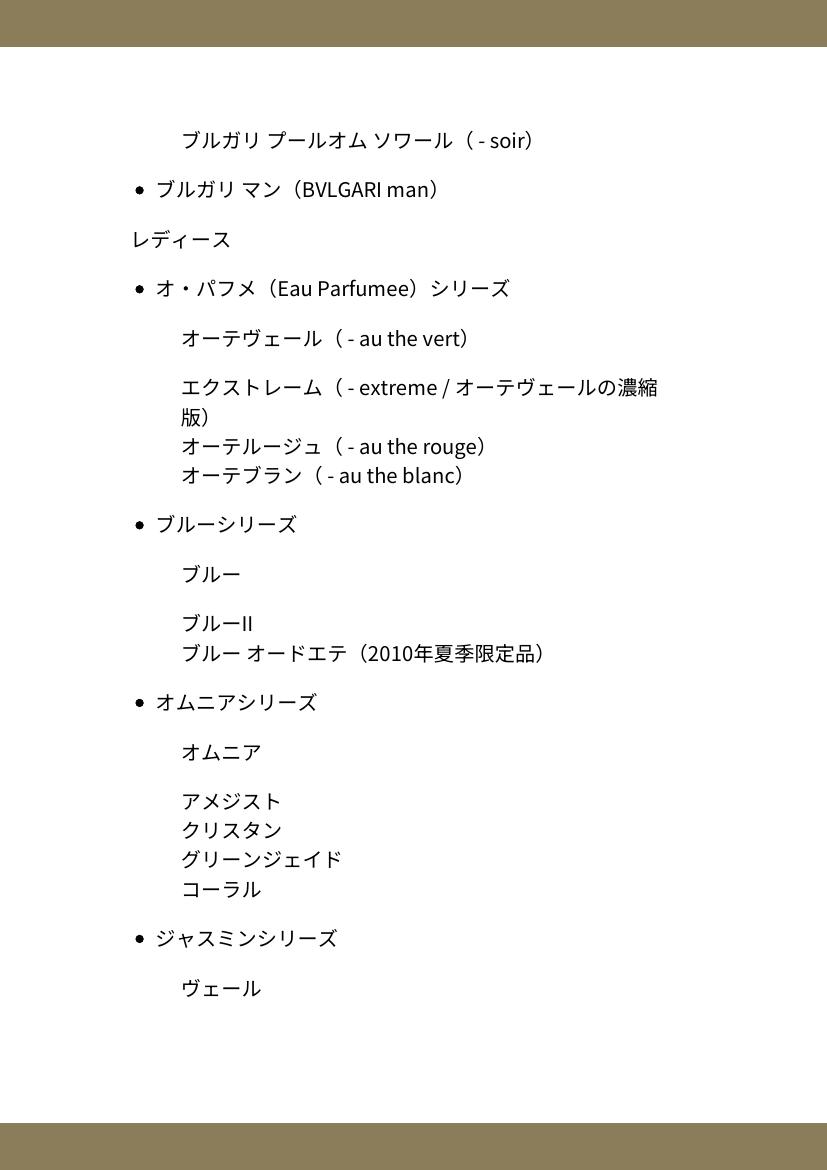 ブルガリ プールオム ソワール（ - soir）
• ブルガリ マン（BVLGARI man）
レディース
• オ・パフメ（Eau Parfumee）シリーズ
オーテヴェール（ - au the vert）
エクストレーム（ - extreme / オーテヴェールの濃縮
版）
オーテルージュ（ - au the rouge）
オーテブラン（ - au the blanc）
• ブルーシリーズ
ブルー
ブルーII
ブルー オードエテ（2010年夏季限定品）
• オムニアシリーズ
オムニア
アメジスト
クリスタン
グリーンジェイド
コーラル
• ジャスミンシリーズ
ヴェール